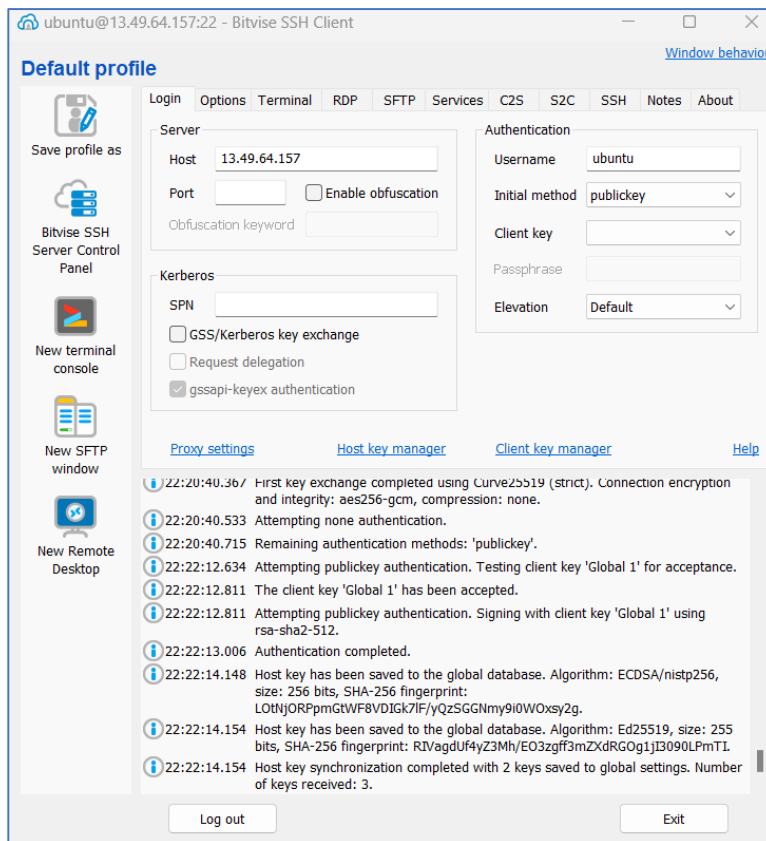 ubuntu@13.49.64.157:22 - Bitvise SSH Client
Window behavior
Default profile
Save profile as
Bitvise SSH
Server Control
Panel
New terminal
console
New SFTP
window
New Remote
Desktop
Login Options Terminal RDP SFTP Services C2S S2C SSH Notes About
Server
Host 13.49.64.157
Port Enable obfuscation
Obfuscation keyword
Kerberos
SPN
GSS/Kerberos key exchange
Request delegation
gssapi-keyex authentication
Authentication
Username ubuntu
Initial method publickey
Client key
Passphrase
Elevation Default
Proxy settings Host key manager Client key manager Help
22:20:40.367 First key exchange completed using Curve25519 (strict). Connection encryption
and integrity: aes256-gcm, compression: none.
22:20:40.533 Attempting none authentication.
22:20:40.715 Remaining authentication methods: 'publickey'.
22:22:12.634 Attempting publickey authentication. Testing client key 'Global 1' for acceptance.
22:22:12.811 The client key 'Global 1' has been accepted.
22:22:12.811 Attempting publickey authentication. Signing with client key 'Global 1' using
rsa-sha2-512.
22:22:13.006 Authentication completed.
22:22:14.148 Host key has been saved to the global database. Algorithm: ECDSA/nistp256,
size: 256 bits, SHA-256 fingerprint:
LOtNjORPpmGtWF8VDIGk7lF/yQzSGGNmy9i0WOxsy2g.
22:22:14.154 Host key has been saved to the global database. Algorithm: Ed25519, size: 255
bits, SHA-256 fingerprint: RIVagdUf4yZ3Mh/EO3zgff3mZXdRGOg1jI3090LPmTI.
22:22:14.154 Host key synchronization completed with 2 keys saved to global settings. Number
of keys received: 3.
Log out Exit